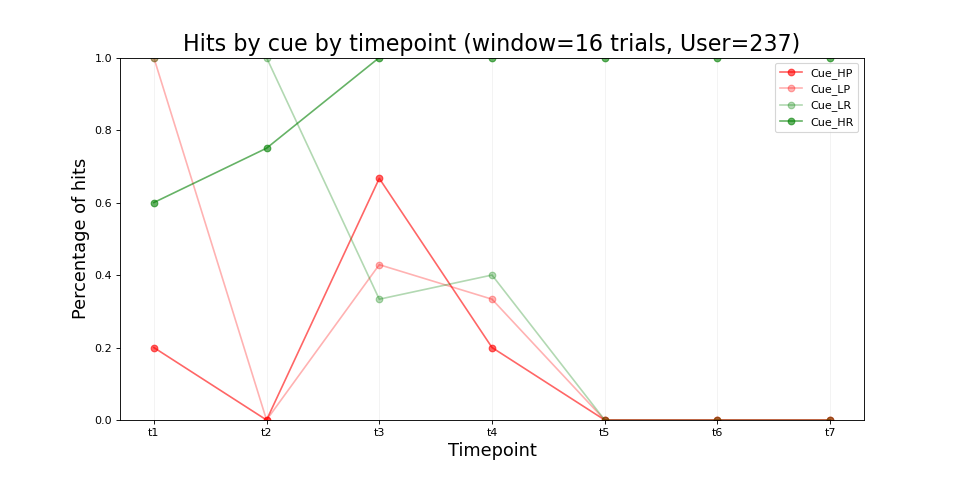 Hits by cue by timepoint (window=16 trials, User=237)
Percentage of hits
1.0
0.8
0.6
0.4
0.2
0.0
Cue_HP
Cue_LP
Cue_LR
Cue_HR
t1 t2 t3 t4 t5 t6 t7
Timepoint